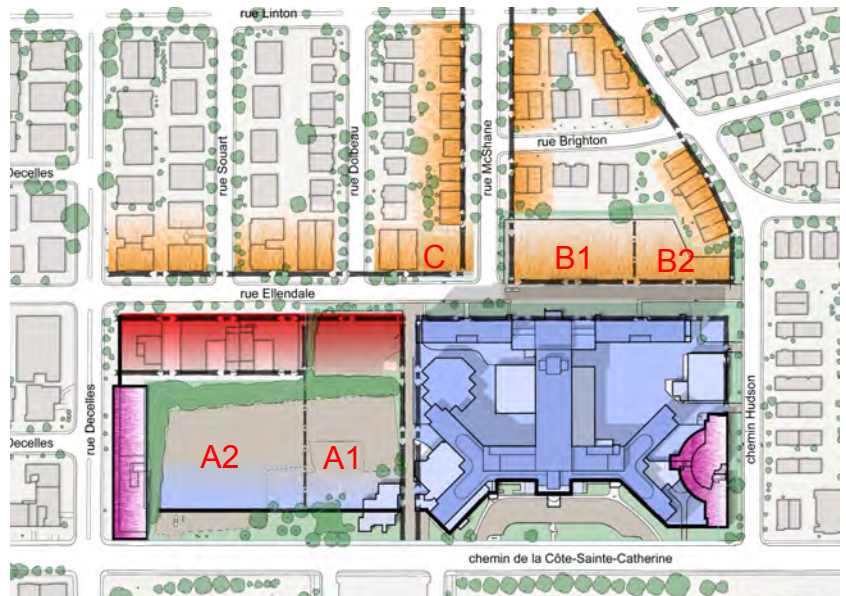 rue Linton
rue Brighton
Decelles
rue Souart
rue Dolbeau
rue McShane
C
B1
B2
rue Ellendale
rue Decelles
Decelles
A2
A1
chemin Hudson
chemin de la Côte-Sainte-Catherine